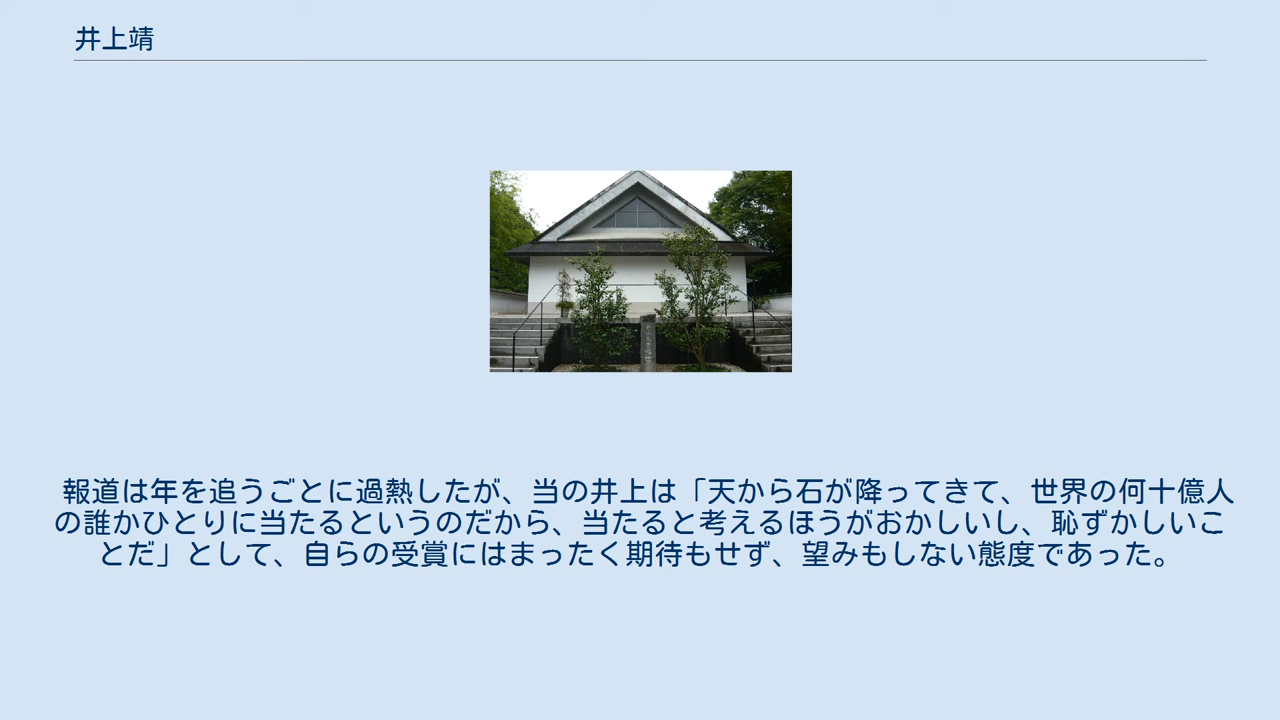 井上靖
報道は年を追うごとに過熱したが、当の井上は「天から石が降ってきて、世界の何十億人
の誰かひとりに当たるというのだから、当たると考えるほうがおかしいし、恥ずかしいこ
とだ」として、自らの受賞にはまったく期待もせず、望みもしない態度であった。